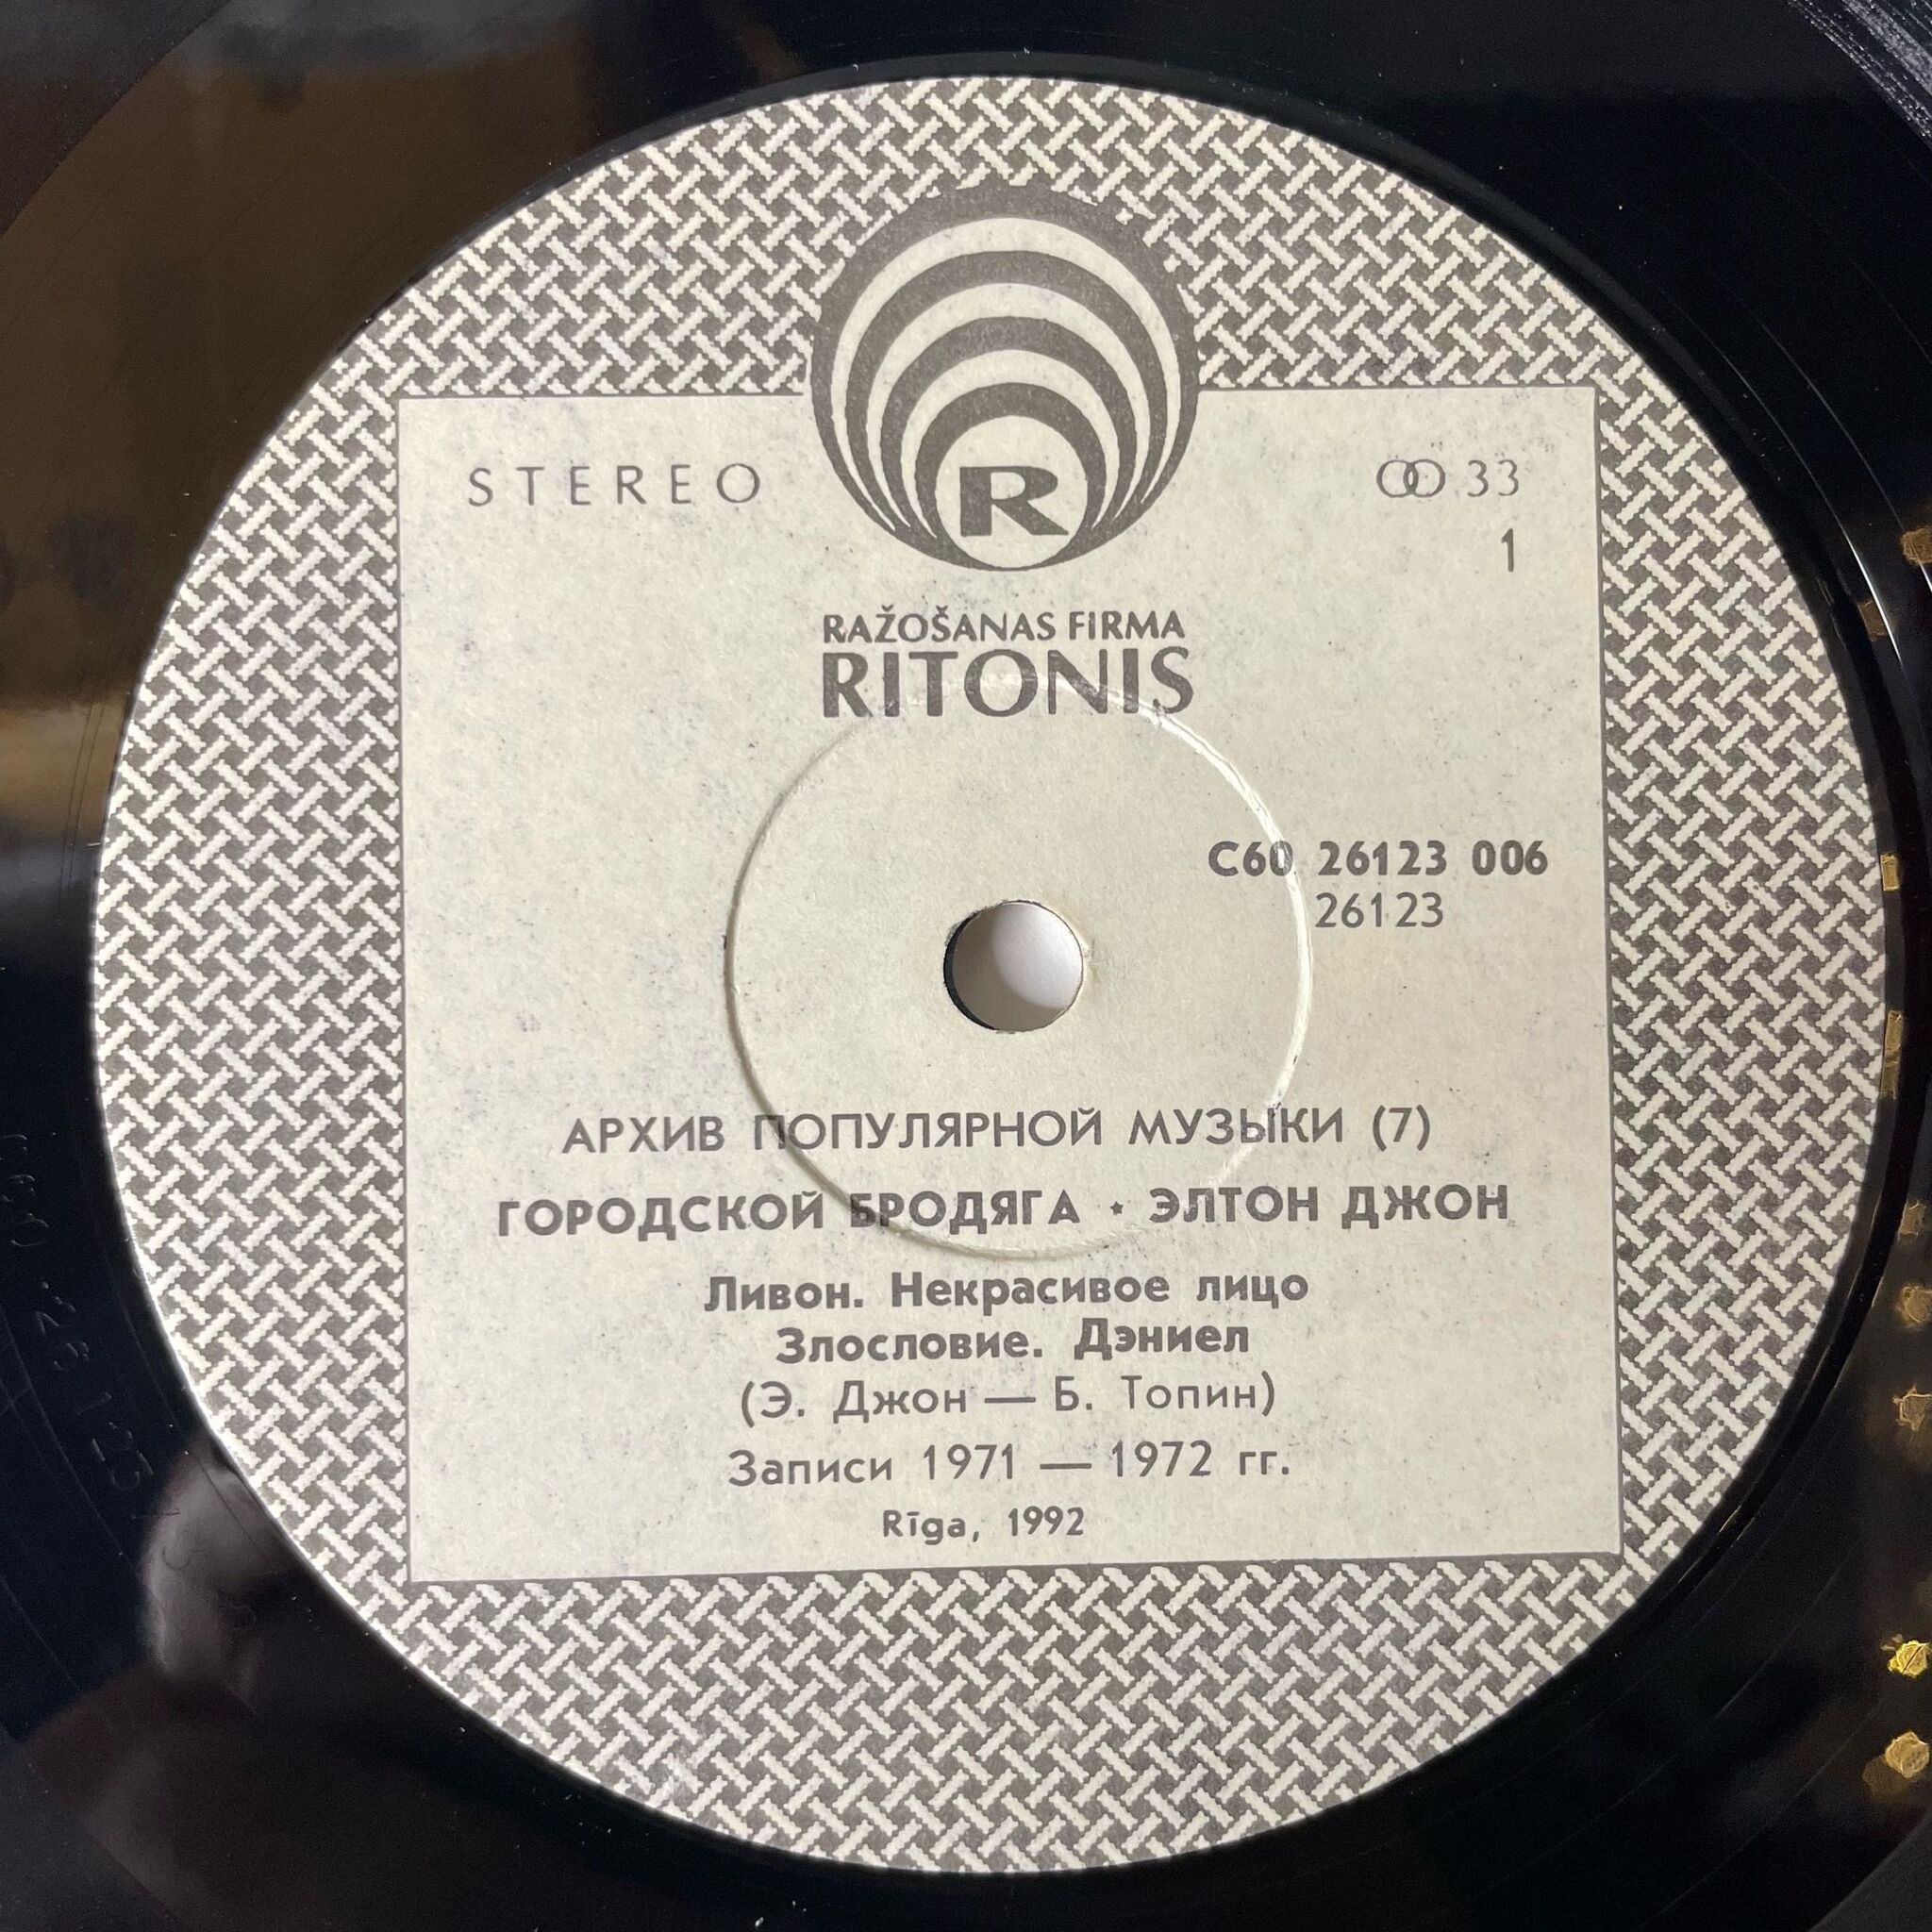 STEREO
33
1
R
RAŽOŠANAS FIRMA
RITONIS
С60 26123 006
26123
АРХИВ ПОПУЛЯРНОЙ МУЗЫКИ (7)
ГОРОДСКОЙ БРОДЯГА · ЭЛТОН ДЖОН
Ливон. Некрасивое лицо
Злословие. Дэниел
(Э. Джон — Б. Топин)
Записи 1971 — 1972 гг.
Rīga, 1992